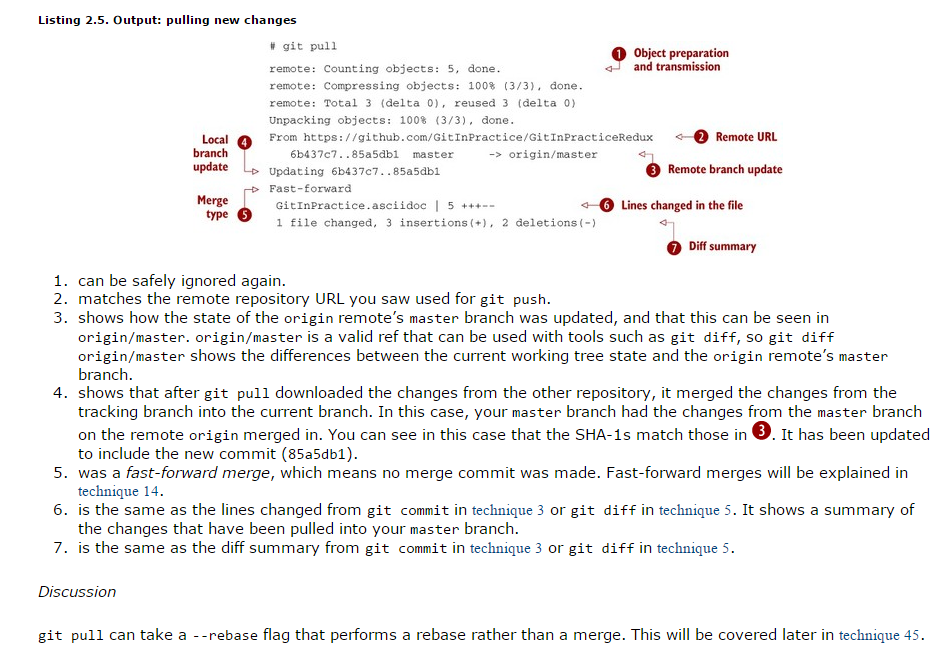 Listing 2.5. Output: pulling new changes
# git pull
1 Object preparation
and transmission
remote: Counting objects: 5, done.
remote: Compressing objects: 100% (3/3), done.
remote: Total 3 (delta 0), reused 3 (delta 0)
Unpacking objects: 100% (3/3), done.
From https://github.com/GitInPractice/GitInPracticeRedux
2 Remote URL
6b437c7..85a5db1 master -> origin/master
3 Remote branch update
Local 4
branch
update
Updating 6b437c7..85a5db1
Fast-forward
Merge
type 5
GitInPractice.asciidoc | 5 +++--
6 Lines changed in the file
1 file changed, 3 insertions(+), 2 deletions(-)
7 Diff summary
1. can be safely ignored again.
2. matches the remote repository URL you saw used for git push.
3. shows how the state of the origin remote’s master branch was updated, and that this can be seen in
origin/master. origin/master is a valid ref that can be used with tools such as git diff, so git diff
origin/master shows the differences between the current working tree state and the origin remote’s master
branch.
4. shows that after git pull downloaded the changes from the other repository, it merged the changes from the
tracking branch into the current branch. In this case, your master branch had the changes from the master branch
on the remote origin merged in. You can see in this case that the SHA-1s match those in 3. It has been updated
to include the new commit (85a5db1).
5. was a fast-forward merge, which means no merge commit was made. Fast-forward merges will be explained in
technique 14.
6. is the same as the lines changed from git commit in technique 3 or git diff in technique 5. It shows a summary of
the changes that have been pulled into your master branch.
7. is the same as the diff summary from git commit in technique 3 or git diff in technique 5.
Discussion
git pull can take a --rebase flag that performs a rebase rather than a merge. This will be covered later in technique 45.